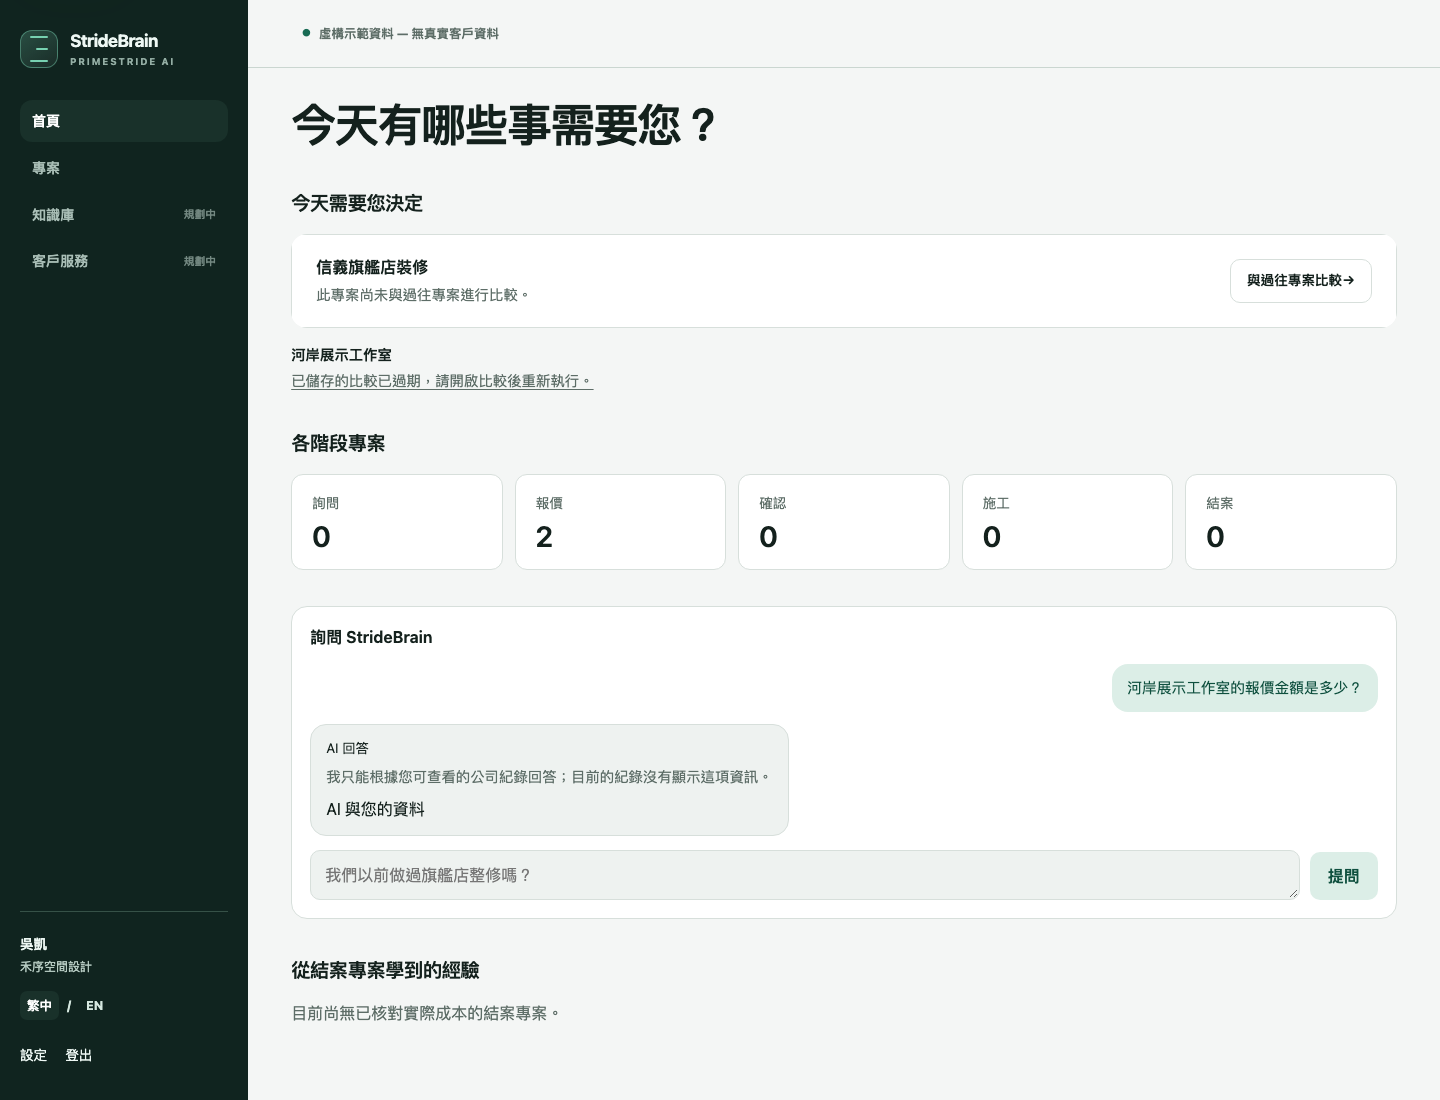 StrideBrain
PRIMESTRIDE AI
首頁
專案
知識庫 規劃中
客戶服務 規劃中
吳凱
禾序空間設計
繁中 / EN
設定 登出
虛構示範資料 — 無真實客戶資料
今天有哪些事需要您？
今天需要您決定
信義旗艦店裝修
此專案尚未與過往專案進行比較。
與過往專案比較→
河岸展示工作室
已儲存的比較已過期，請開啟比較後重新執行。
各階段專案
詢問 報價 確認 施工 結案
0 2 0 0 0
詢問 StrideBrain
河岸展示工作室的報價金額是多少？
AI 回答
我只能根據您可查看的公司紀錄回答；目前的紀錄沒有顯示這項資訊。
AI 與您的資料
我們以前做過旗艦店整修嗎？
提問
從結案專案學到的經驗
目前尚無已核對實際成本的結案專案。